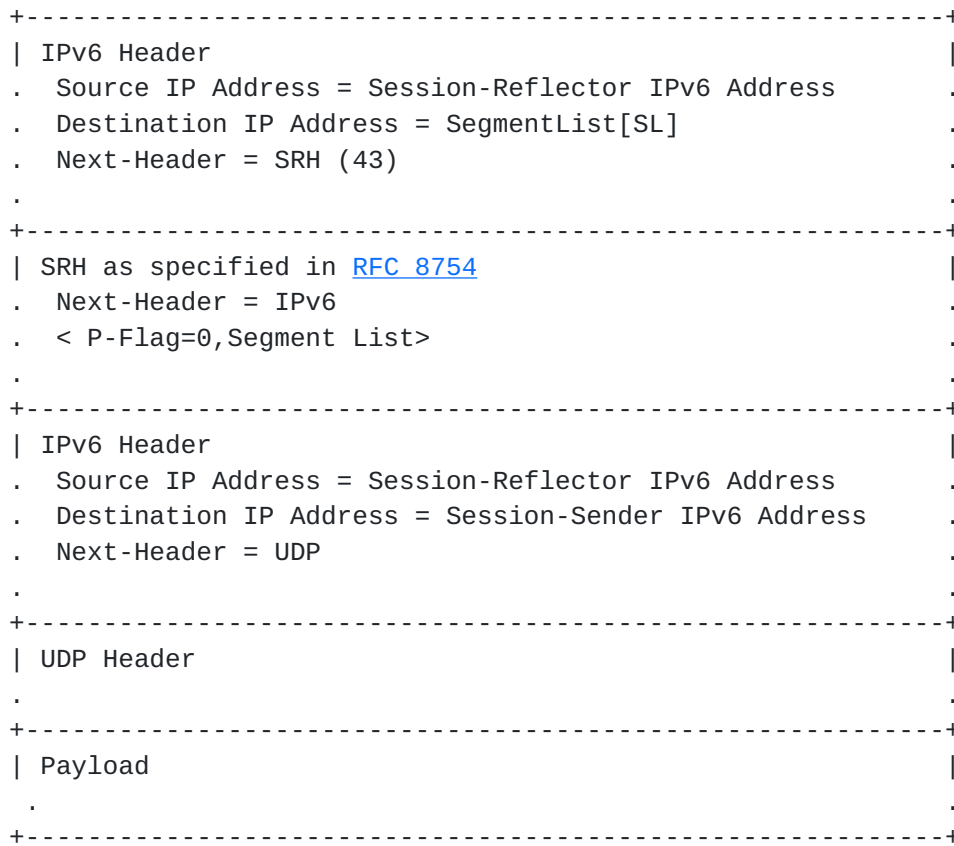 +---------------------------------------------------------------+
| IPv6 Header                                                   |
.  Source IP Address = Session-Reflector IPv6 Address           .
.  Destination IP Address = SegmentList[SL]                     .
.  Next-Header = SRH (43)                                       .
.                                                               .
+---------------------------------------------------------------+
| SRH as specified in RFC 8754                                  |
.  Next-Header = IPv6                                           .
.  < P-Flag=0,Segment List>                                     .
.                                                               .
+---------------------------------------------------------------+
| IPv6 Header                                                   |
.  Source IP Address = Session-Reflector IPv6 Address           .
.  Destination IP Address = Session-Sender IPv6 Address         .
.  Next-Header = UDP                                            .
.                                                               .
+---------------------------------------------------------------+
| UDP Header                                                    |
.                                                               .
+---------------------------------------------------------------+
| Payload                                                       |
 .                                                              .
+---------------------------------------------------------------+